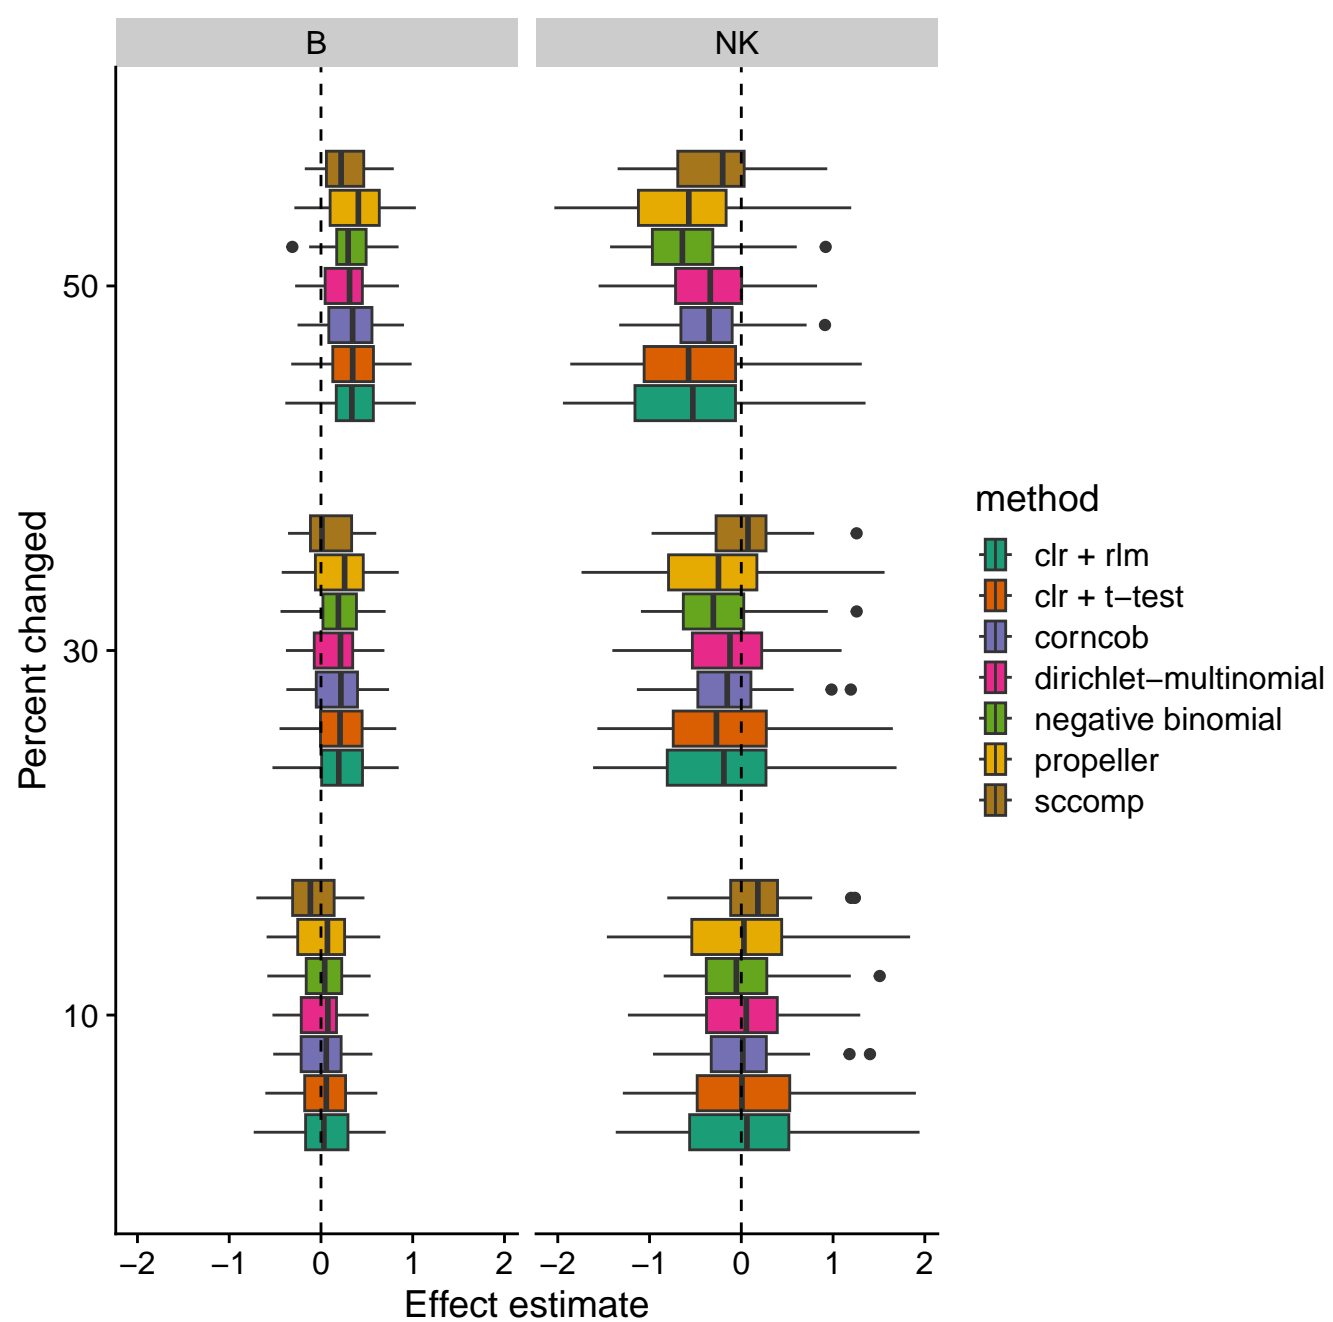 B
NK
50
30
10
Percent changed
−2
−1
0
1
2
−2
−1
0
1
2
Effect estimate
method
clr + rlm
clr + t−test
corncob
dirichlet−multinomial
negative binomial
propeller
sccomp